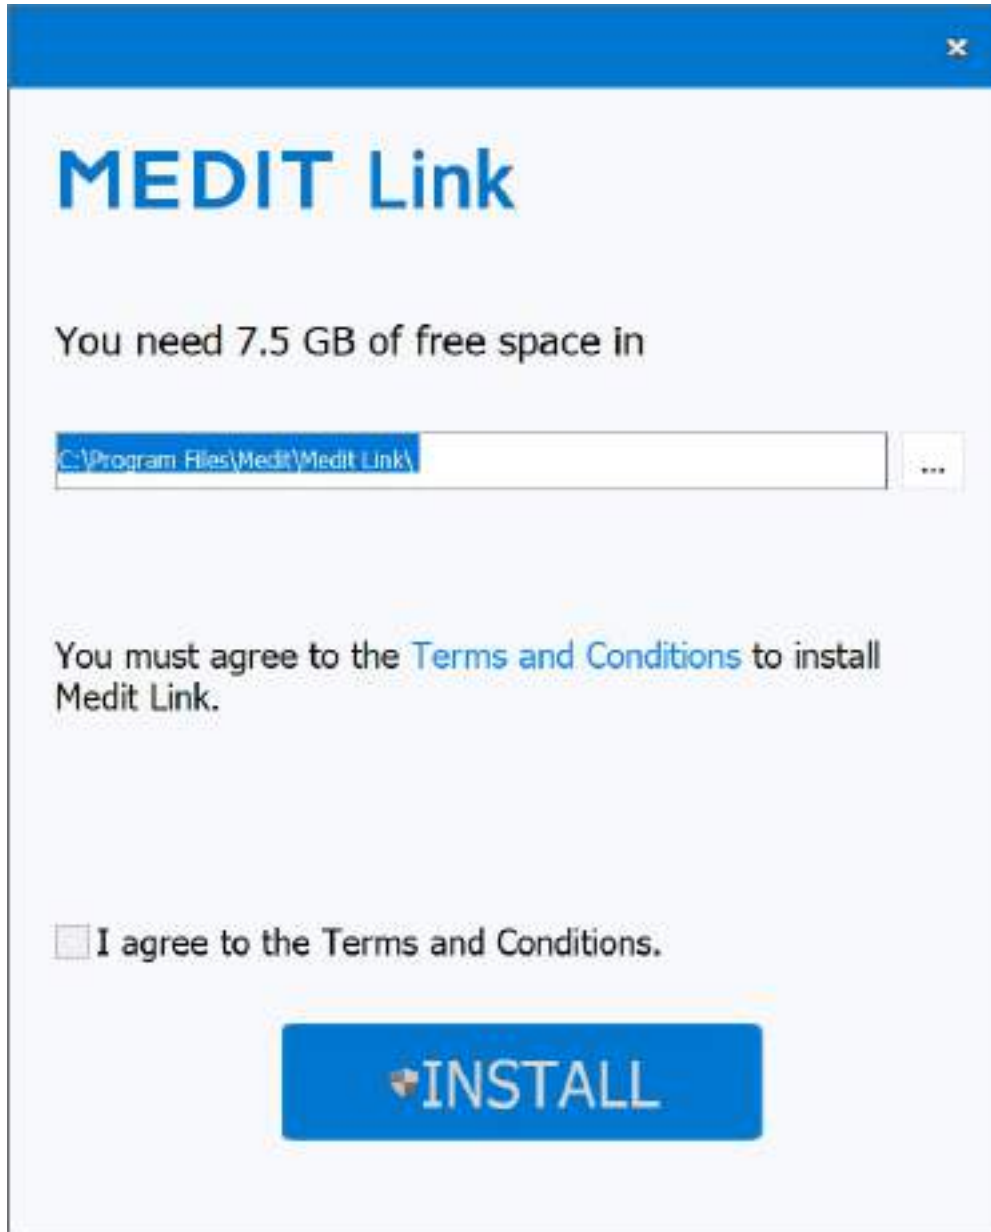 MEDIT Link
You need 7.5 GB of free space in
C:\Program Files\Medit\Medit Link\
...
You must agree to the Terms and Conditions to install
Medit Link.
I agree to the Terms and Conditions.
INSTALL